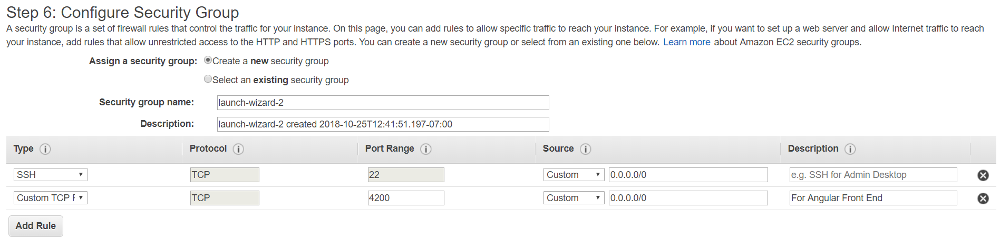 Step 6: Configure Security Group
A security group is a set of firewall rules that control the traffic for your instance. On this page, you can add rules to allow specific traffic to reach your instance. For example, if you want to set up a web server and allow Internet traffic to reach
your instance, add rules that allow unrestricted access to the HTTP and HTTPS ports. You can create a new security group or select from an existing one below. Learn more about Amazon EC2 security groups.
Assign a security group: Create a new security group
Select an existing security group
Security group name: launch-wizard-2
Description: launch-wizard-2 created 2018-10-25T12:41:51.197-07:00
Type i Protocol i Port Range i Source i Description i
SSH TCP 22 Custom 0.0.0.0/0 e.g. SSH for Admin Desktop
Custom TCP TCP 4200 Custom 0.0.0.0/0 For Angular Front End
Add Rule